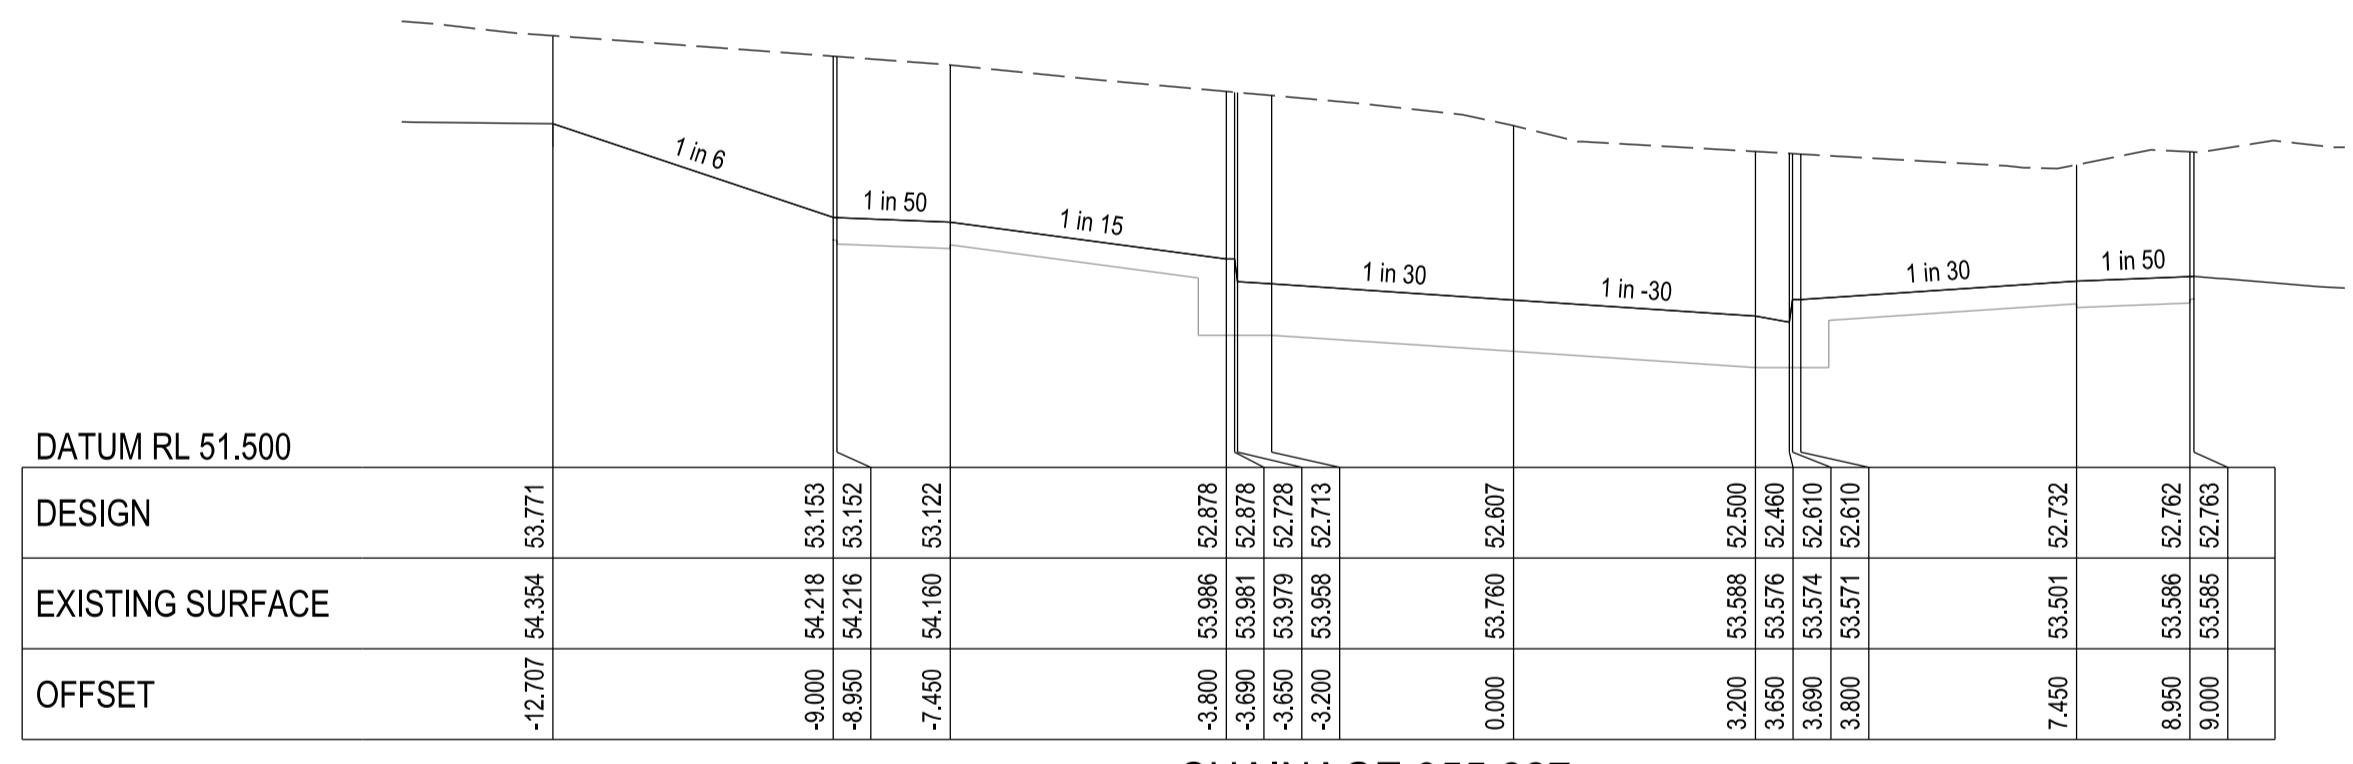 1 in 6
1 in 50
1 in 15
1 in 30
1 in -30
1 in 30
1 in 50
DATUM RL 51.500
DESIGN 53.771 53.153 53.152 53.122 52.878 52.878 52.728 52.713 52.607 52.500 52.460 52.610 52.610 52.732 52.762 52.763
EXISTING SURFACE 54.354 54.218 54.216 54.160 53.986 53.981 53.979 53.958 53.760 53.588 53.576 53.574 53.571 53.501 53.586 53.585
OFFSET -12.707 -9.000 -8.950 -7.450 -3.800 -3.690 -3.650 -3.200 0.000 3.200 3.650 3.690 3.800 7.450 8.950 9.000